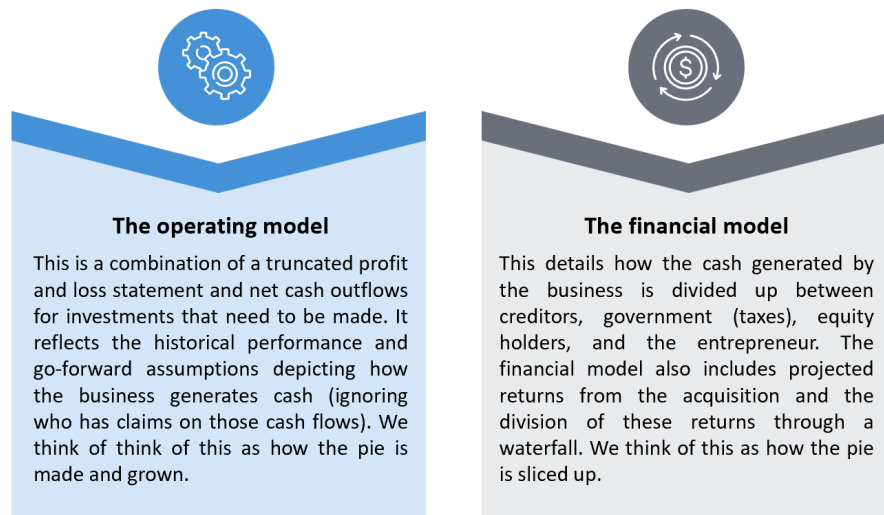 $
The operating model
This is a combination of a truncated profit
and loss statement and net cash outflows
for investments that need to be made. It
reflects the historical performance and
go-forward assumptions depicting how
the business generates cash (ignoring
who has claims on those cash flows). We
think of think of this as how the pie is
made and grown.
The financial model
This details how the cash generated by
the business is divided up between
creditors, government (taxes), equity
holders, and the entrepreneur. The
financial model also includes projected
returns from the acquisition and the
division of these returns through a
waterfall. We think of this as how the pie
is sliced up.